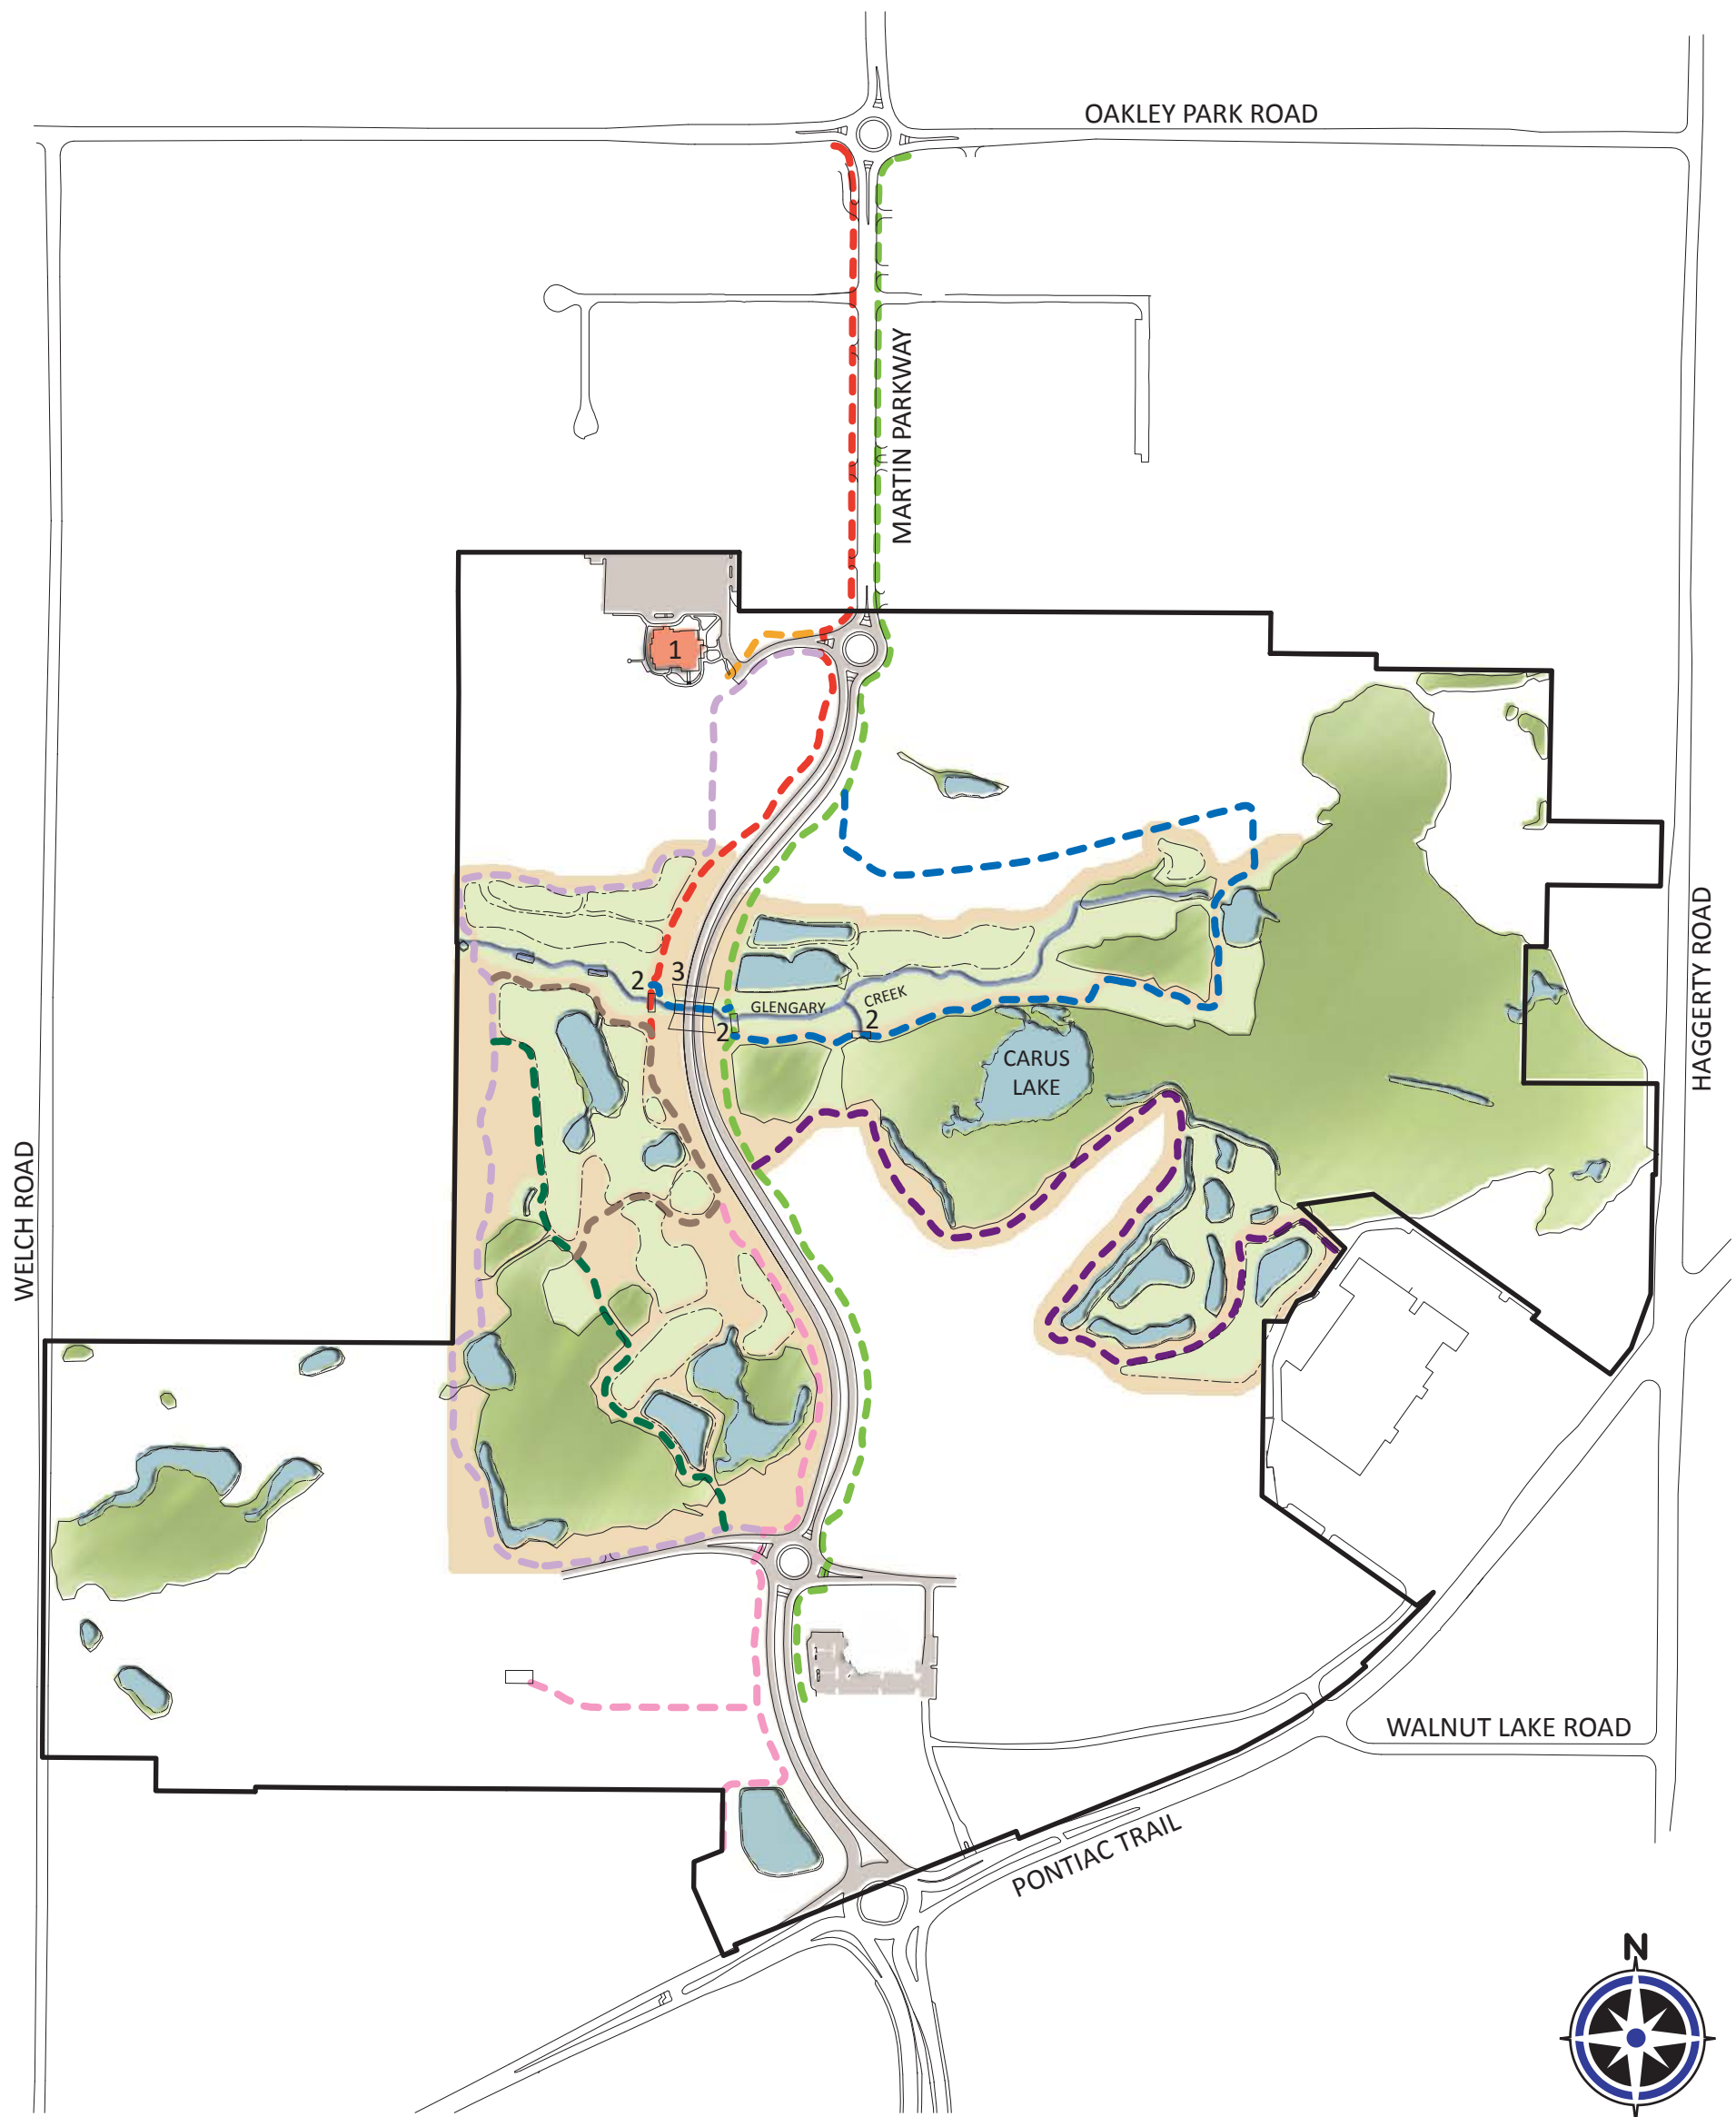 OAKLEY PARK ROAD
MARTIN PARKWAY
1
2
3
GLENGARY
CREEK
2
2
CARUS
LAKE
HAGGERTY ROAD
WELCH ROAD
WALNUT LAKE ROAD
PONTIAC TRAIL
N